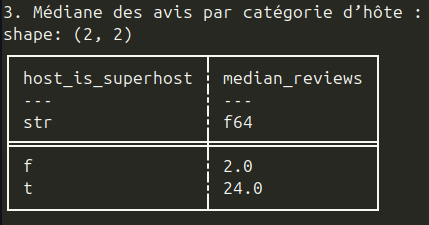 3. Médiane des avis par catégorie d’hôte :
shape: (2, 2)
host_is_superhost median_reviews
--- ---
str f64
f 2.0
t 24.0